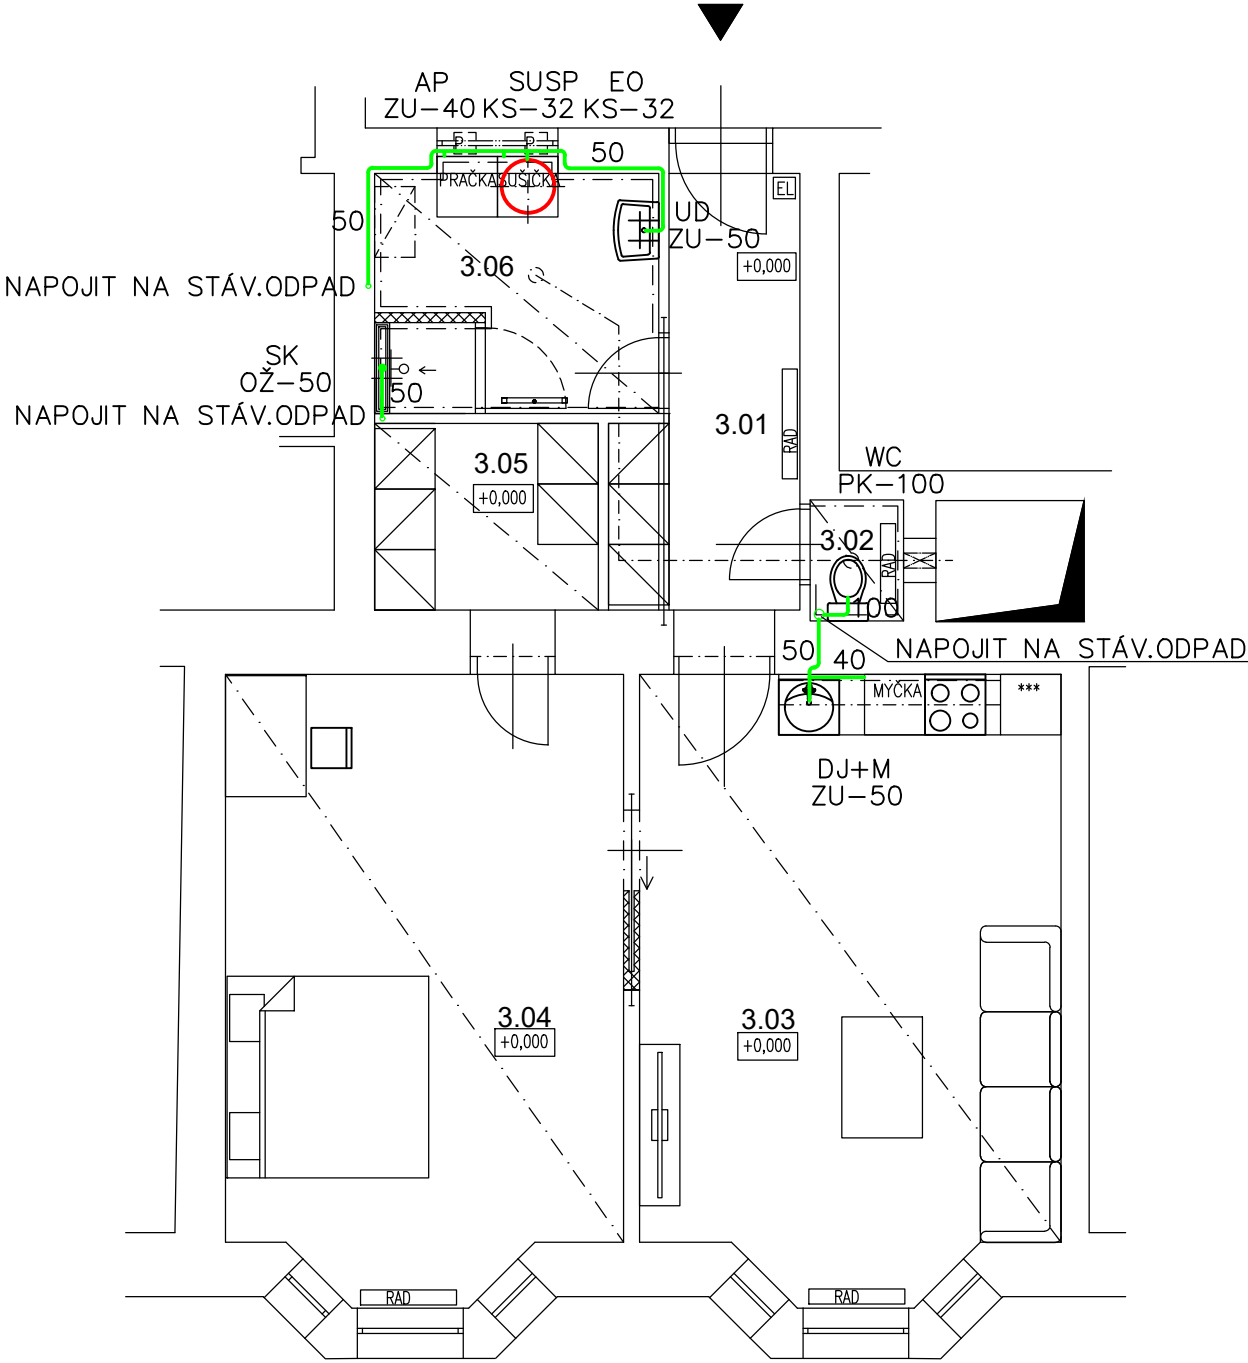 AP SUSP EO
ZU-40 KS-32 KS-32
50
P P
PRAČKA SUŠIČKA
EL
50
UD
ZU-50
3.06
+0,000
NAPOJIT NA STÁV.ODPAD
SK
OŽ-50
50
NAPOJIT NA STÁV.ODPAD
3.01
RAD
3.05
+0,000
WC
PK-100
3.02
RAD
100
50
NAPOJIT NA STÁV.ODPAD
40
MYČKA
***
DJ+M
ZU-50
3.04
+0,000
3.03
+0,000
RAD
RAD